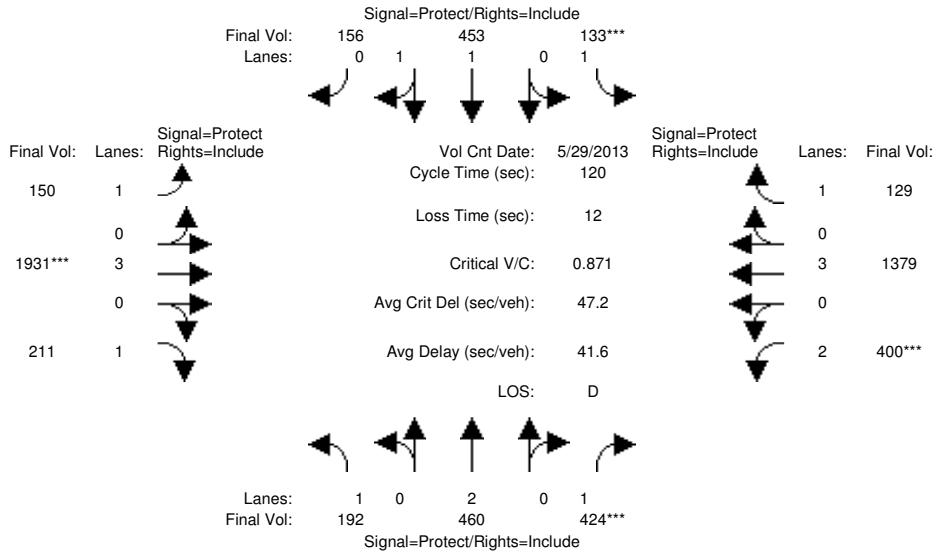 Signal=Protect/Rights=Include
Final Vol: 156 453 133***
Lanes: 0 1 1 0 1
Signal=Protect
Final Vol: Lanes: Rights=Include
Vol Cnt Date: 5/29/2013
Signal=Protect
Rights=Include Lanes: Final Vol:
Cycle Time (sec): 120
150 1
1 129
Loss Time (sec): 12
0
0
1931*** 3
Critical V/C: 0.871
3 1379
0
Avg Crit Del (sec/veh): 47.2
0
211 1
Avg Delay (sec/veh): 41.6
2 400***
LOS: D
Lanes: 1 0 2 0 1
Final Vol: 192 460 424***
Signal=Protect/Rights=Include